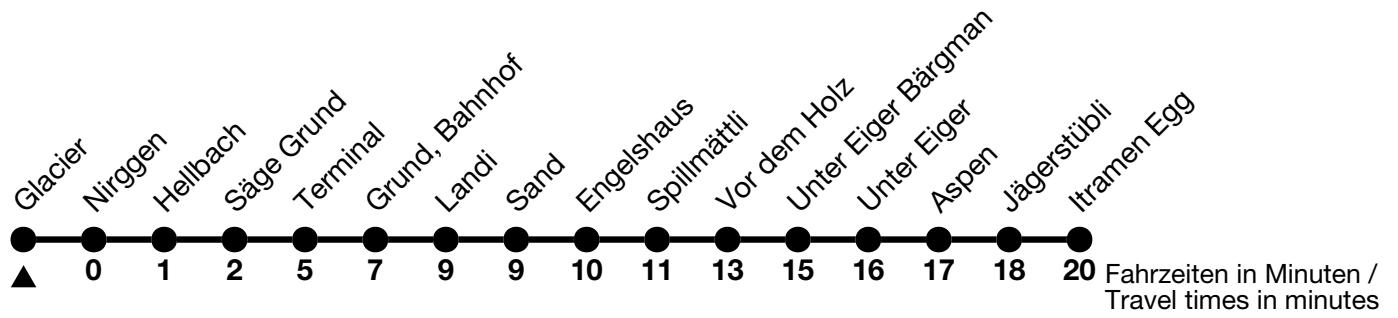 Glacier
Nirggen
Hellbach
Säge Grund
Terminal
Grund, Bahnhof
Landi
Sand
Engelshaus
Spillmättli
Vor dem Holz
Unter Eiger Bärgman
Unter Eiger
Aspen
Jägerstübli
Itramen Egg
0 1 2 5 7 9 9 10 11 13 15 16 17 18 20
Fahrzeiten in Minuten /
Travel times in minutes